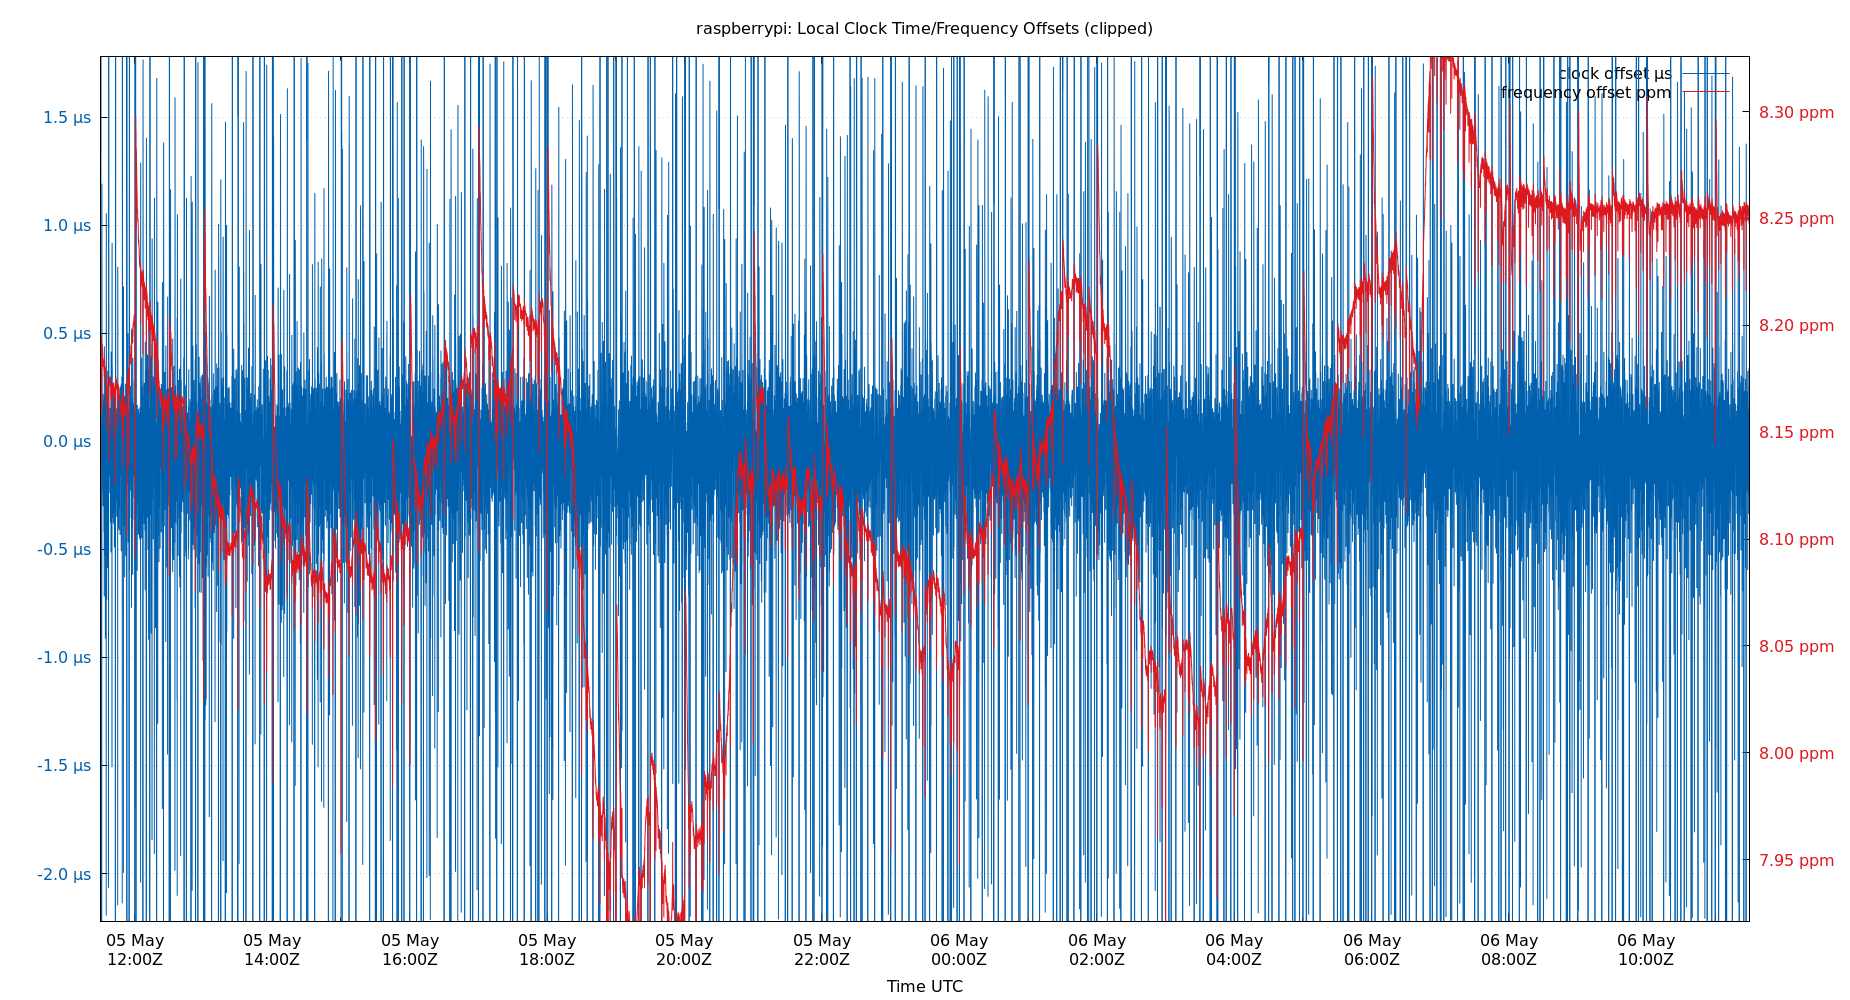 raspberrypi: Local Clock Time/Frequency Offsets (clipped)
clock offset µs
frequency offset ppm
1.5 µs
1.0 µs
0.5 µs
0.0 µs
-0.5 µs
-1.0 µs
-1.5 µs
-2.0 µs
8.30 ppm
8.25 ppm
8.20 ppm
8.15 ppm
8.10 ppm
8.05 ppm
8.00 ppm
7.95 ppm
05 May 05 May 05 May 05 May 05 May 05 May 06 May 06 May 06 May 06 May 06 May 06 May
12:00Z 14:00Z 16:00Z 18:00Z 20:00Z 22:00Z 00:00Z 02:00Z 04:00Z 06:00Z 08:00Z 10:00Z
Time UTC